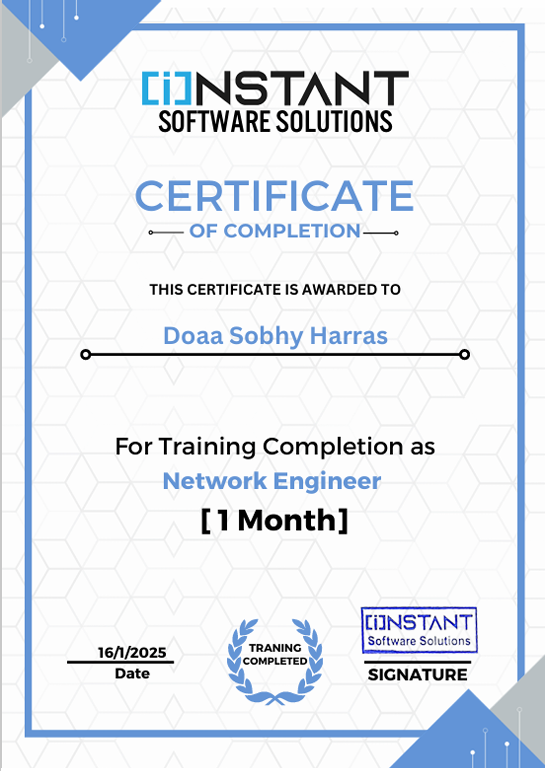 [i]NSTANT
SOFTWARE SOLUTIONS
CERTIFICATE
OF COMPLETION
THIS CERTIFICATE IS AWARDED TO
Doaa Sobhy Harras
For Training Completion as
Network Engineer
[ 1 Month]
16/1/2025
Date
TRANING
COMPLETED
[i]NSTANT
Software Solutions
SIGNATURE